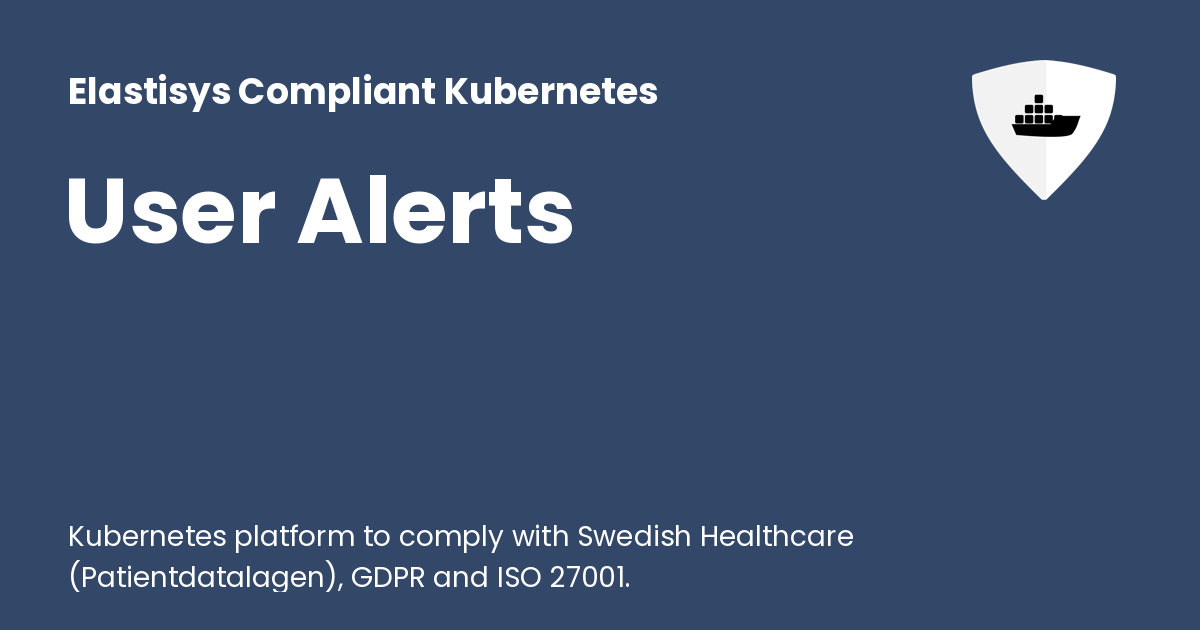 Elastisys Compliant Kubernetes
User Alerts
Kubernetes platform to comply with Swedish Healthcare
(Patientdatalagen), GDPR and ISO 27001.